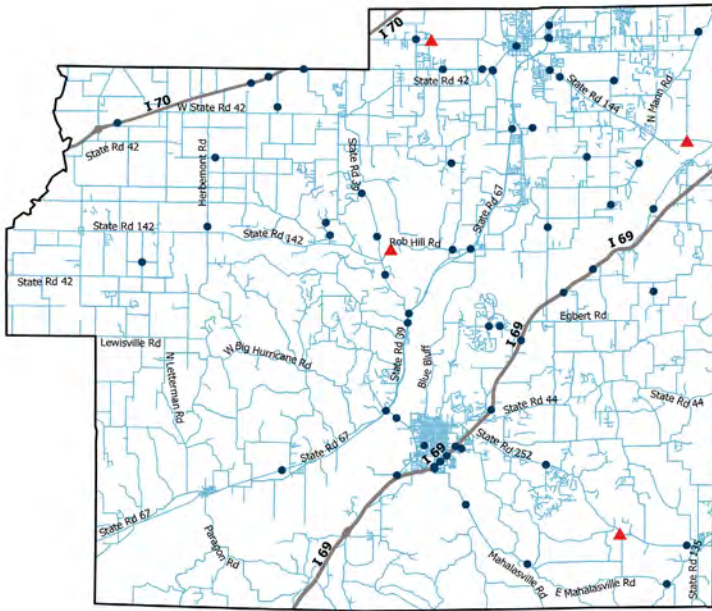 I 70
State Rd 42
State Rd 144
N Mann Rd
I 70
W State Rd 42
State Rd 42
Herbemont Rd
State Rd 39
State Rd 67
State Rd 142
State Rd 142
Rob Hill Rd
I 69
State Rd 42
Egbert Rd
I 69
Lewisville Rd
N Letterman Rd
W Big Hurricane Rd
State Rd 39
Blue Bluff
State Rd 44
State Rd 44
State Rd 67
I 69
State Rd 252
State Rd 67
Paragon Rd
I 69
Mahalasville Rd
E Mahalasville Rd
State Rd 135